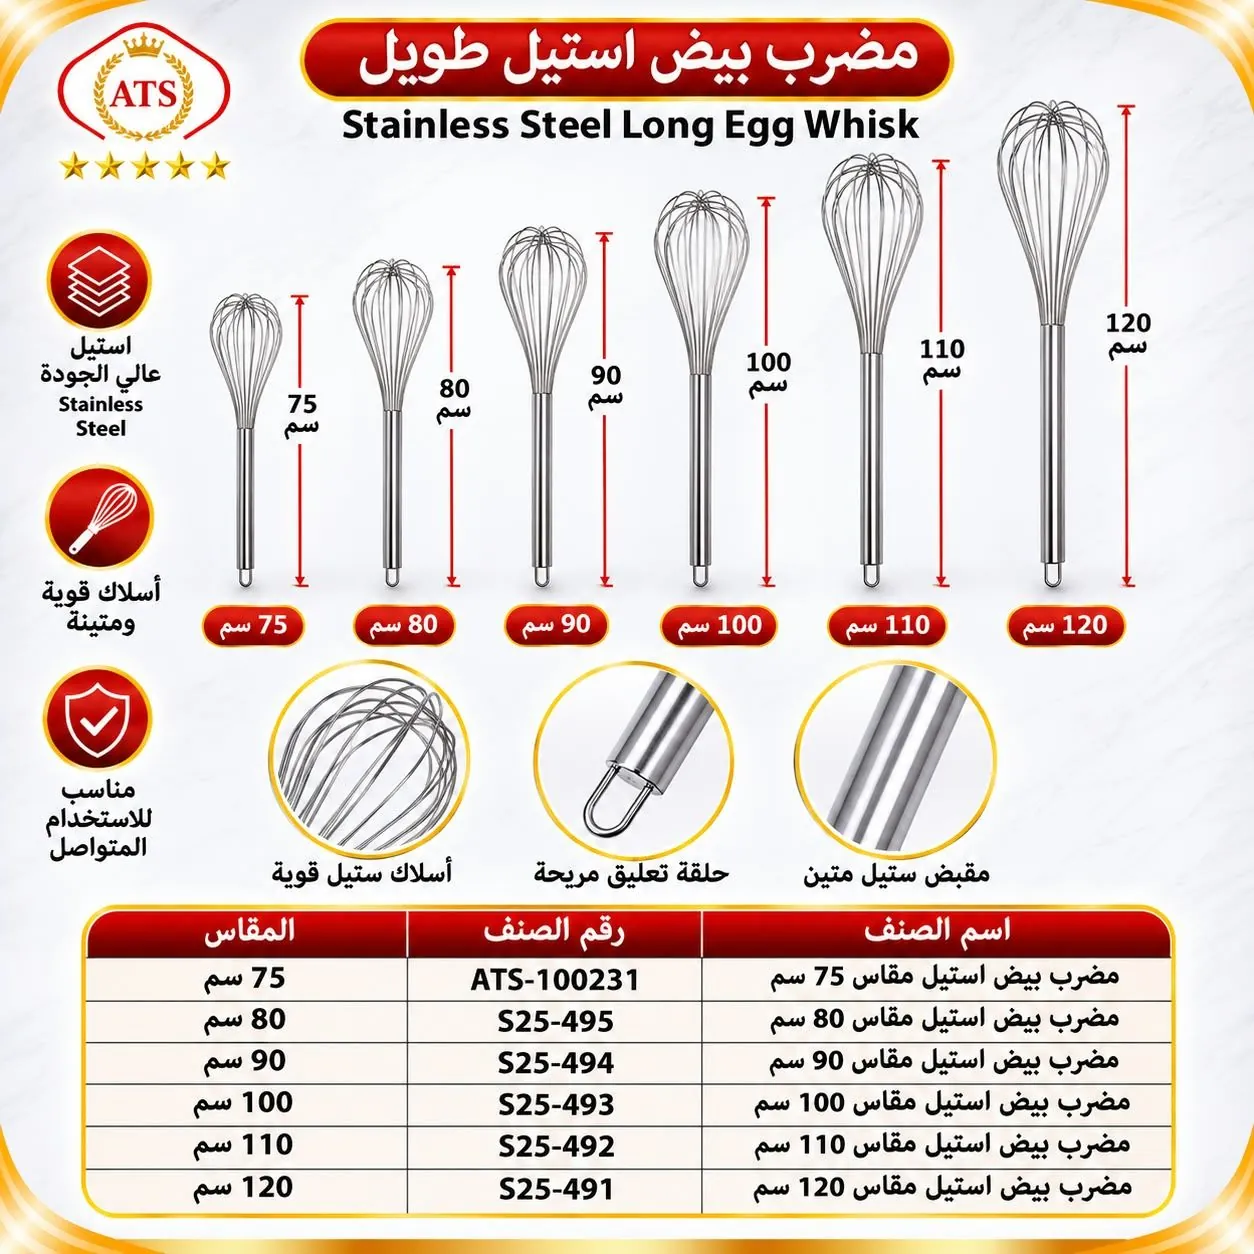 ATS
مضرب بيض استيل طويل
Stainless Steel Long Egg Whisk
استيل
عالي الجودة
Stainless
Steel
أسلاك قوية
ومتينة
مناسب
للاستخدام
المتواصل
75
سم
80
سم
90
سم
100
سم
110
سم
120
سم
75 سم
80 سم
90 سم
100 سم
110 سم
120 سم
أسلاك ستيل قوية
حلقة تعليق مريحة
مقبض ستيل متين
اسم الصنف رقم الصنف المقاس
مضرب بيض استيل مقاس 75 سم ATS-100231 75 سم
مضرب بيض استيل مقاس 80 سم S25-495 80 سم
مضرب بيض استيل مقاس 90 سم S25-494 90 سم
مضرب بيض استيل مقاس 100 سم S25-493 100 سم
مضرب بيض استيل مقاس 110 سم S25-492 110 سم
مضرب بيض استيل مقاس 120 سم S25-491 120 سم